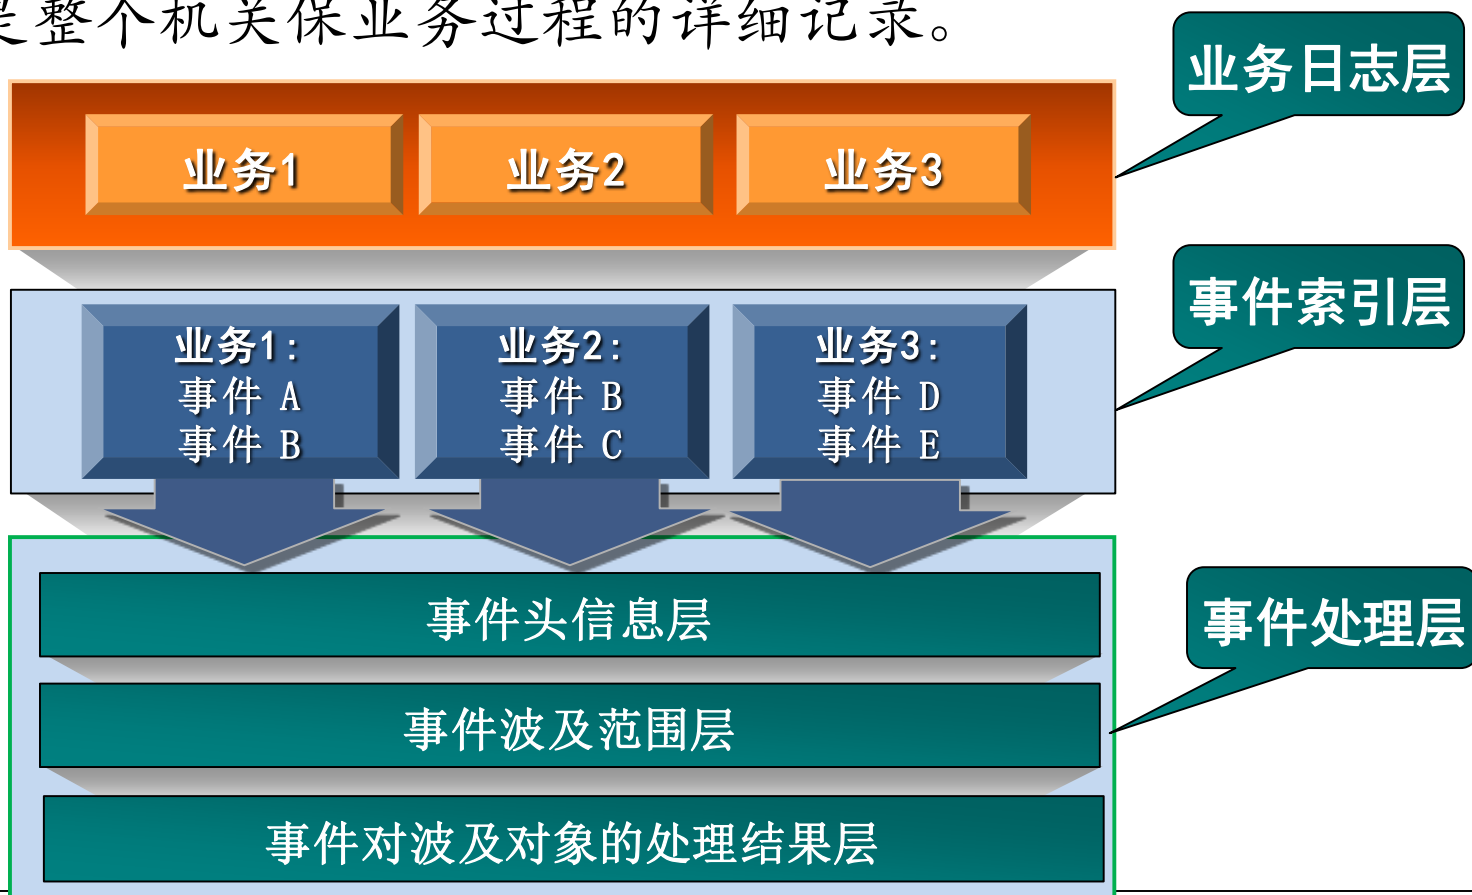 是整个机关保业务过程的详细记录。
业务日志层
业务1
业务2
业务3
事件索引层
业务1:
事件 A
事件 B
业务2:
事件 B
事件 C
业务3:
事件 D
事件 E
事件处理层
事件头信息层
事件波及范围层
事件对波及对象的处理结果层